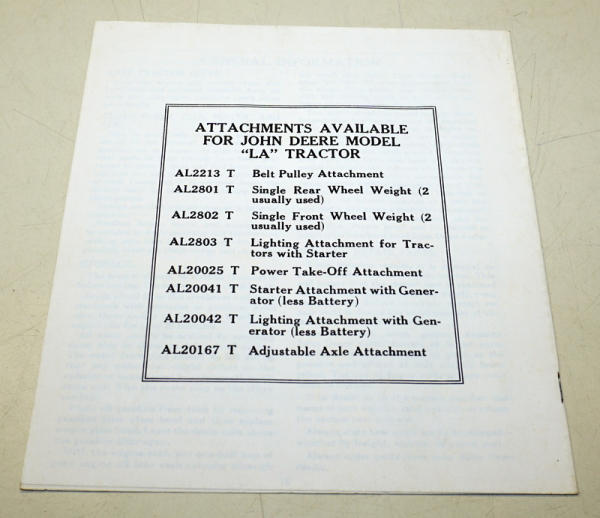 ATTACHMENTS AVAILABLE
FOR JOHN DEERE MODEL
“LA” TRACTOR
AL2213 T Belt Pulley Attachment
AL2801 T Single Rear Wheel Weight (2
usually used)
AL2802 T Single Front Wheel Weight (2
usually used)
AL2803 T Lighting Attachment for Trac-
tors with Starter
AL20025 T Power Take-Off Attachment
AL20041 T Starter Attachment with Gener-
ator (less Battery)
AL20042 T Lighting Attachment with Gen-
erator (less Battery)
AL20167 T Adjustable Axle Attachment